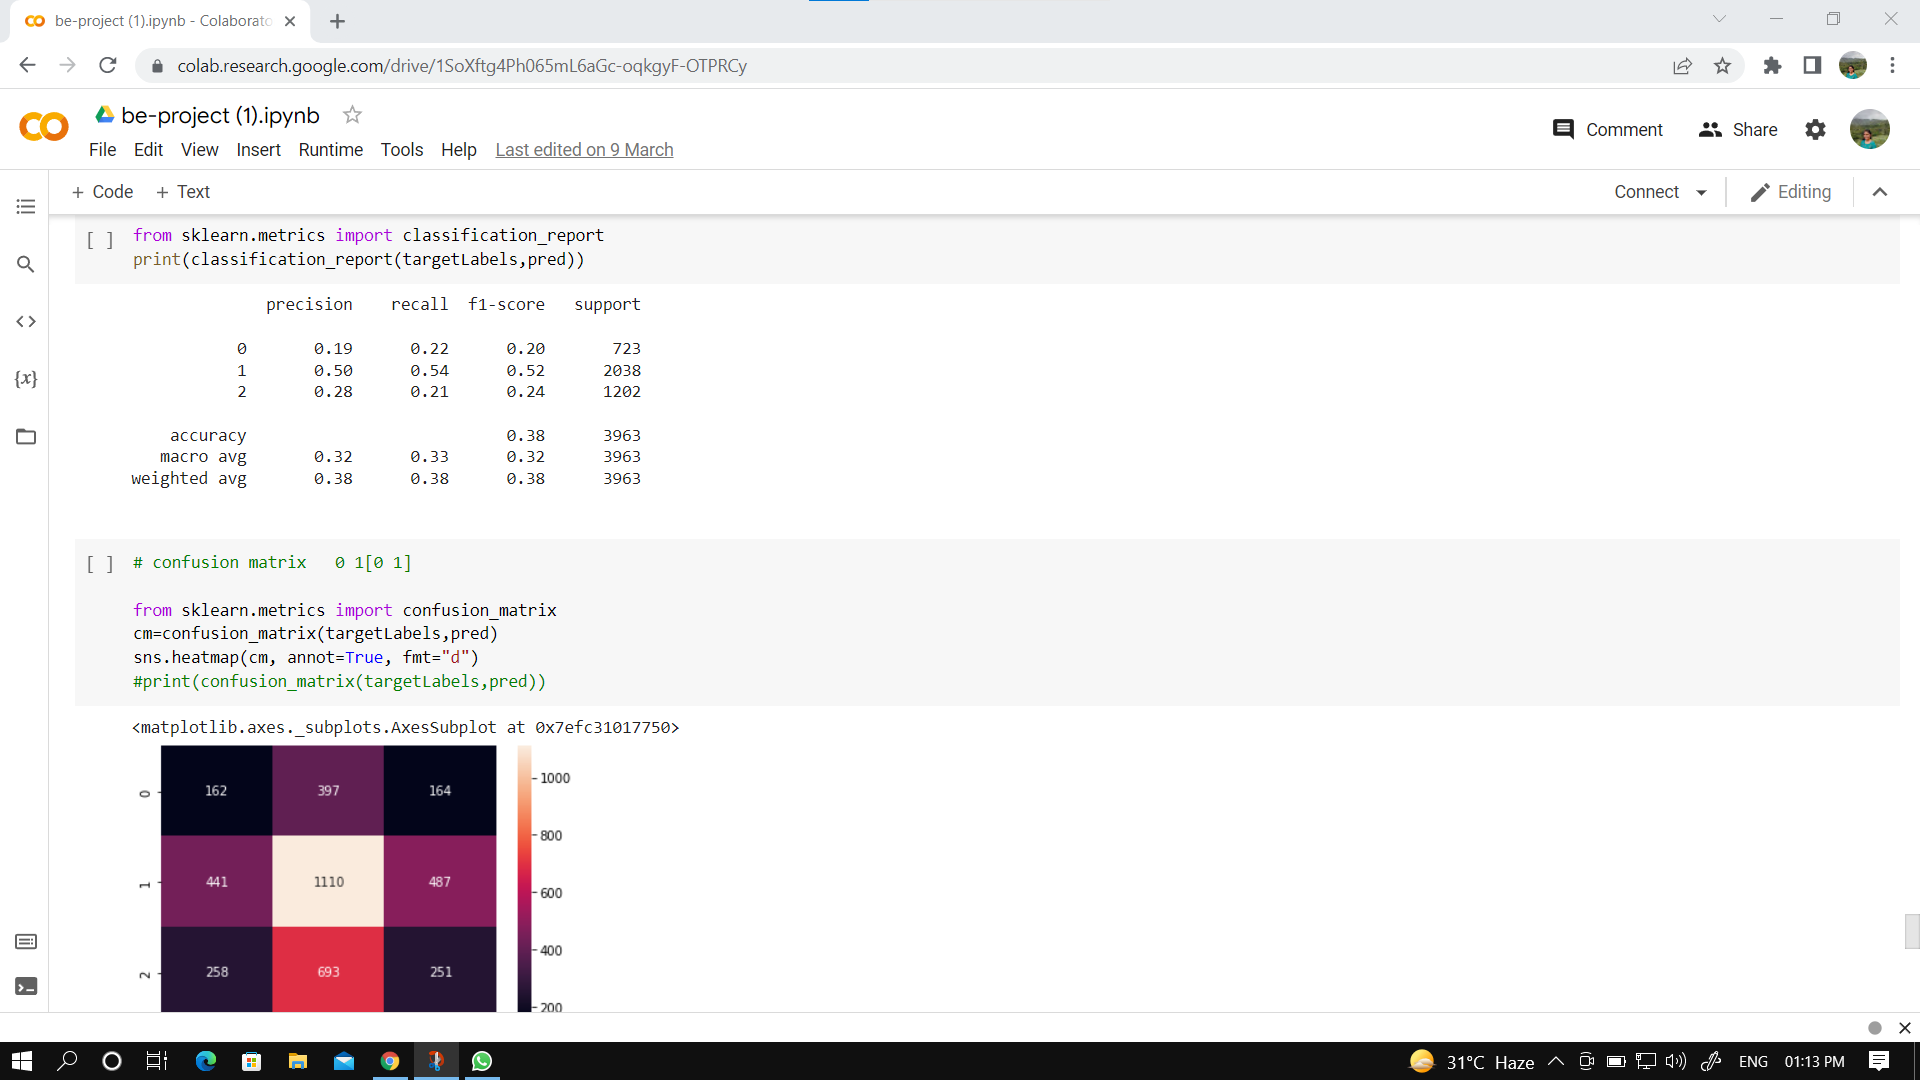 be-project (1).ipynb - Colaborato
colab.research.google.com/drive/1SoXftg4Ph065mL6aGc-oqkgyF-OTPRCy
be-project (1).ipynb
Comment Share
File Edit View Insert Runtime Tools Help Last edited on 9 March
+ Code + Text Connect Editing
[ ] from sklearn.metrics import classification_report
print(classification_report(targetLabels,pred))
precision recall f1-score support
0 0.19 0.22 0.20 723
1 0.50 0.54 0.52 2038
2 0.28 0.21 0.24 1202
accuracy 0.38 3963
macro avg 0.32 0.33 0.32 3963
weighted avg 0.38 0.38 0.38 3963
[ ] # confusion matrix 0 1[0 1]
from sklearn.metrics import confusion_matrix
cm=confusion_matrix(targetLabels,pred)
sns.heatmap(cm, annot=True, fmt="d")
#print(confusion_matrix(targetLabels,pred))
<matplotlib.axes._subplots.AxesSubplot at 0x7efc31017750>
0 162 397 164
1 441 1110 487
2 258 693 251
1000
800
600
400
200
31°C Haze ENG 01:13 PM